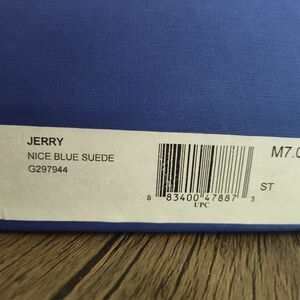 JERRY
NICE BLUE SUEDE
G297944
8 83400 47887 3
UPC
M7.0
ST